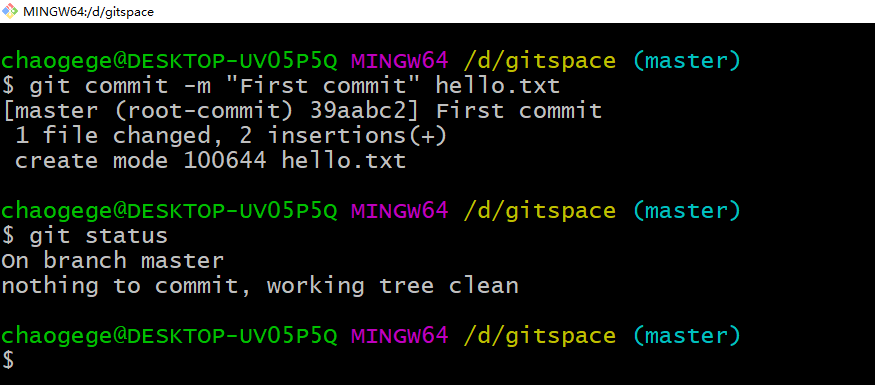 MINGW64:/d/gitspace
chaogege@DESKTOP-UV05P5Q MINGW64 /d/gitspace (master)
$ git commit -m "First commit" hello.txt
[master (root-commit) 39aabc2] First commit
 1 file changed, 2 insertions(+)
 create mode 100644 hello.txt
chaogege@DESKTOP-UV05P5Q MINGW64 /d/gitspace (master)
$ git status
On branch master
nothing to commit, working tree clean
chaogege@DESKTOP-UV05P5Q MINGW64 /d/gitspace (master)
$